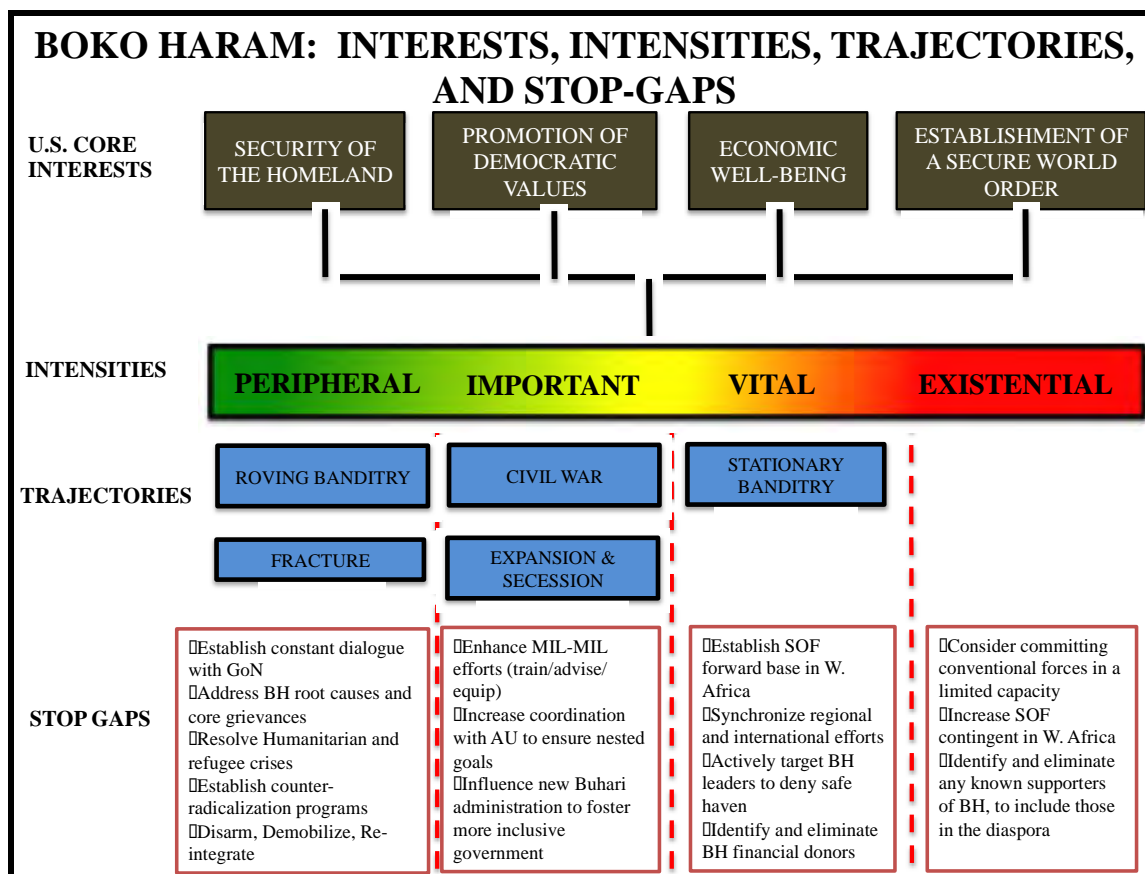 BOKO HARAM: INTERESTS, INTENSITIES, TRAJECTORIES,
AND STOP-GAPS
U.S. CORE
INTERESTS
SECURITY OF
THE HOMELAND
PROMOTION OF
DEMOCRATIC
VALUES
ECONOMIC
WELL-BEING
ESTABLISHMENT OF
A SECURE WORLD
ORDER
INTENSITIES
PERIPHERAL
IMPORTANT
VITAL
EXISTENTIAL
TRAJECTORIES
ROVING BANDITRY
CIVIL WAR
STATIONARY
BANDITRY
FRACTURE
EXPANSION &
SECESSION
STOP GAPS
▯Establish constant dialogue
with GoN
▯Address BH root causes and
core grievances
▯Resolve Humanitarian and
refugee crises
▯Establish counter-
radicalization programs
▯Disarm, Demobilize, Re-
integrate
▯Enhance MIL-MIL
efforts (train/advise/
equip)
▯Increase coordination
with AU to ensure nested
goals
▯Influence new Buhari
administration to foster
more inclusive
government
▯Establish SOF
forward base in W.
Africa
▯Synchronize regional
and international efforts
▯Actively target BH
leaders to deny safe
haven
▯Identify and eliminate
BH financial donors
▯Consider committing
conventional forces in a
limited capacity
▯Increase SOF
contingent in W. Africa
▯Identify and eliminate
any known supporters
of BH, to include those
in the diaspora